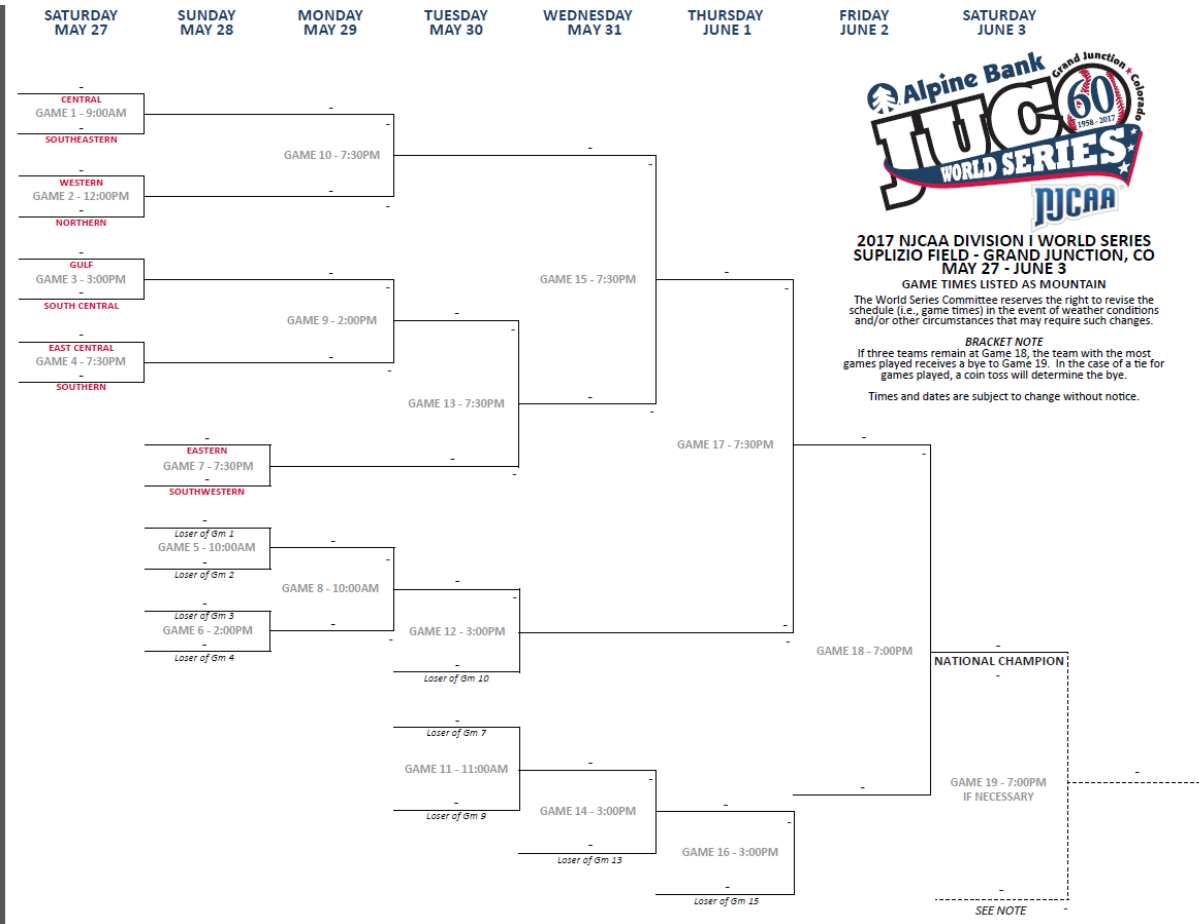 SATURDAY
MAY 27
SUNDAY
MAY 28
MONDAY
MAY 29
TUESDAY
MAY 30
WEDNESDAY
MAY 31
THURSDAY
JUNE 1
FRIDAY
JUNE 2
SATURDAY
JUNE 3
Alpine Bank
Grand Junction ★ Colorado
60
1958 - 2017
JUCO
WORLD SERIES
NJCAA
2017 NJCAA DIVISION I WORLD SERIES
SUPLIZIO FIELD - GRAND JUNCTION, CO
MAY 27 - JUNE 3
GAME TIMES LISTED AS MOUNTAIN
The World Series Committee reserves the right to revise the
schedule (i.e., game times) in the event of weather conditions
and/or other circumstances that may require such changes.
BRACKET NOTE
If three teams remain at Game 18, the team with the most
games played receives a bye to Game 19. In the case of a tie for
games played, a coin toss will determine the bye.
Times and dates are subject to change without notice.
CENTRAL
GAME 1 - 9:00AM
SOUTHEASTERN
WESTERN
GAME 2 - 12:00PM
NORTHERN
GULF
GAME 3 - 3:00PM
SOUTH CENTRAL
EAST CENTRAL
GAME 4 - 7:30PM
SOUTHERN
EASTERN
GAME 7 - 7:30PM
SOUTHWESTERN
Loser of Gm 1
GAME 5 - 10:00AM
Loser of Gm 2
Loser of Gm 3
GAME 6 - 2:00PM
Loser of Gm 4
GAME 10 - 7:30PM
GAME 9 - 2:00PM
GAME 8 - 10:00AM
GAME 13 - 7:30PM
GAME 12 - 3:00PM
Loser of Gm 10
Loser of Gm 7
GAME 11 - 11:00AM
Loser of Gm 9
GAME 15 - 7:30PM
GAME 14 - 3:00PM
Loser of Gm 13
GAME 17 - 7:30PM
GAME 16 - 3:00PM
Loser of Gm 15
GAME 18 - 7:00PM
NATIONAL CHAMPION
GAME 19 - 7:00PM
IF NECESSARY
SEE NOTE